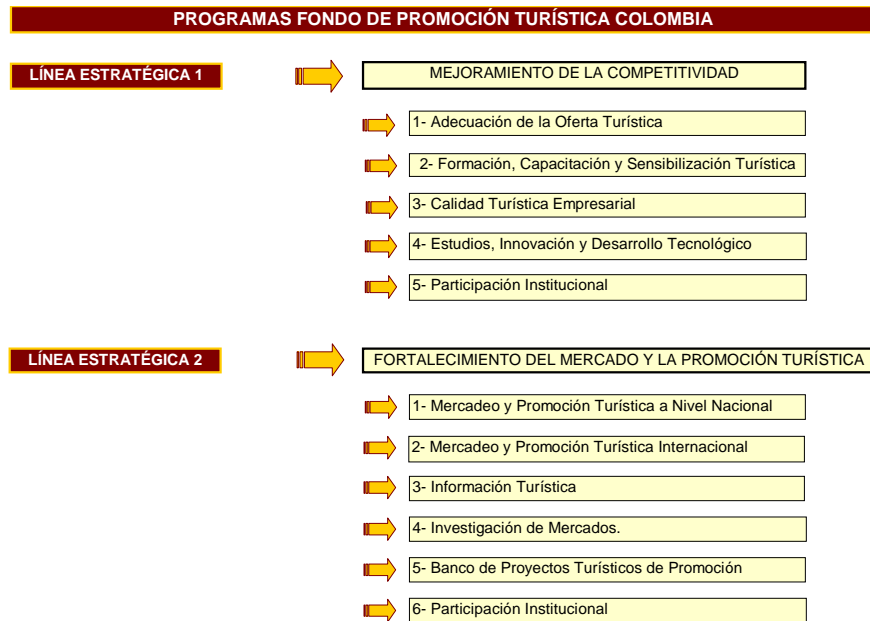 PROGRAMAS FONDO DE PROMOCIÓN TURÍSTICA COLOMBIA
LÍNEA ESTRATÉGICA 1
MEJORAMIENTO DE LA COMPETITIVIDAD
1- Adecuación de la Oferta Turística
2- Formación, Capacitación y Sensibilización Turística
3- Calidad Turística Empresarial
4- Estudios, Innovación y Desarrollo Tecnológico
5- Participación Institucional
LÍNEA ESTRATÉGICA 2
FORTALECIMIENTO DEL MERCADO Y LA PROMOCIÓN TURÍSTICA
1- Mercadeo y Promoción Turística a Nivel Nacional
2- Mercadeo y Promoción Turística Internacional
3- Información Turística
4- Investigación de Mercados.
5- Banco de Proyectos Turísticos de Promoción
6- Participación Institucional